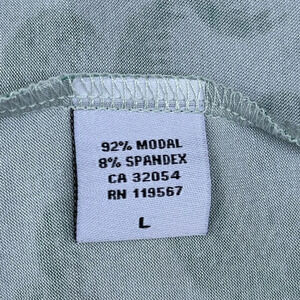 92% MODAL
8% SPANDEX
CA 32054
RN 119567
L